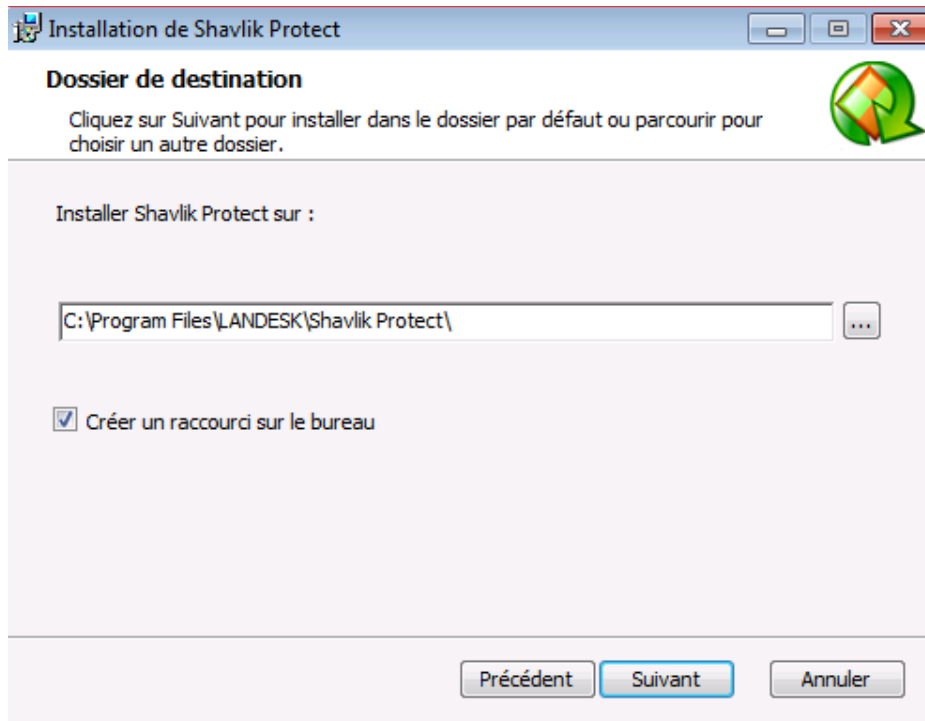 Installation de Shavlik Protect
Dossier de destination
Cliquez sur Suivant pour installer dans le dossier par défaut ou parcourir pour
choisir un autre dossier.
Installer Shavlik Protect sur :
C:\Program Files\LANDESK\Shavlik Protect\
...
Créer un raccourci sur le bureau
Précédent
Suivant
Annuler